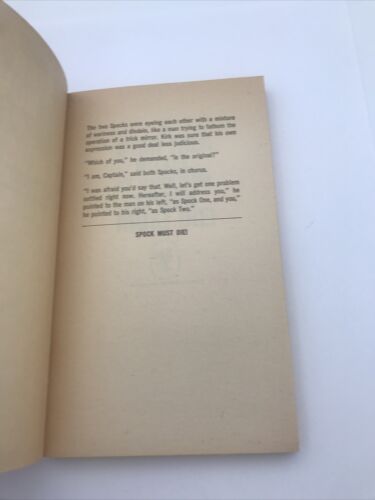 The two Spocks were eyeing each other with a mixture
of wariness and disdain, like a man trying to fathom the
operation of a trick mirror. Kirk was sure that his own
expression was a good deal less judicious.
"Which of you," he demanded, "is the original?"
"I am, Captain," said both Spocks, in chorus.
"I was afraid you'd say that. Well, let's get one problem
settled right now. Hereafter, I will address you," he
pointed to the man on his left, "as Spock One, and you,"
he pointed to his right, "as Spock Two."
SPOCK MUST DIE!